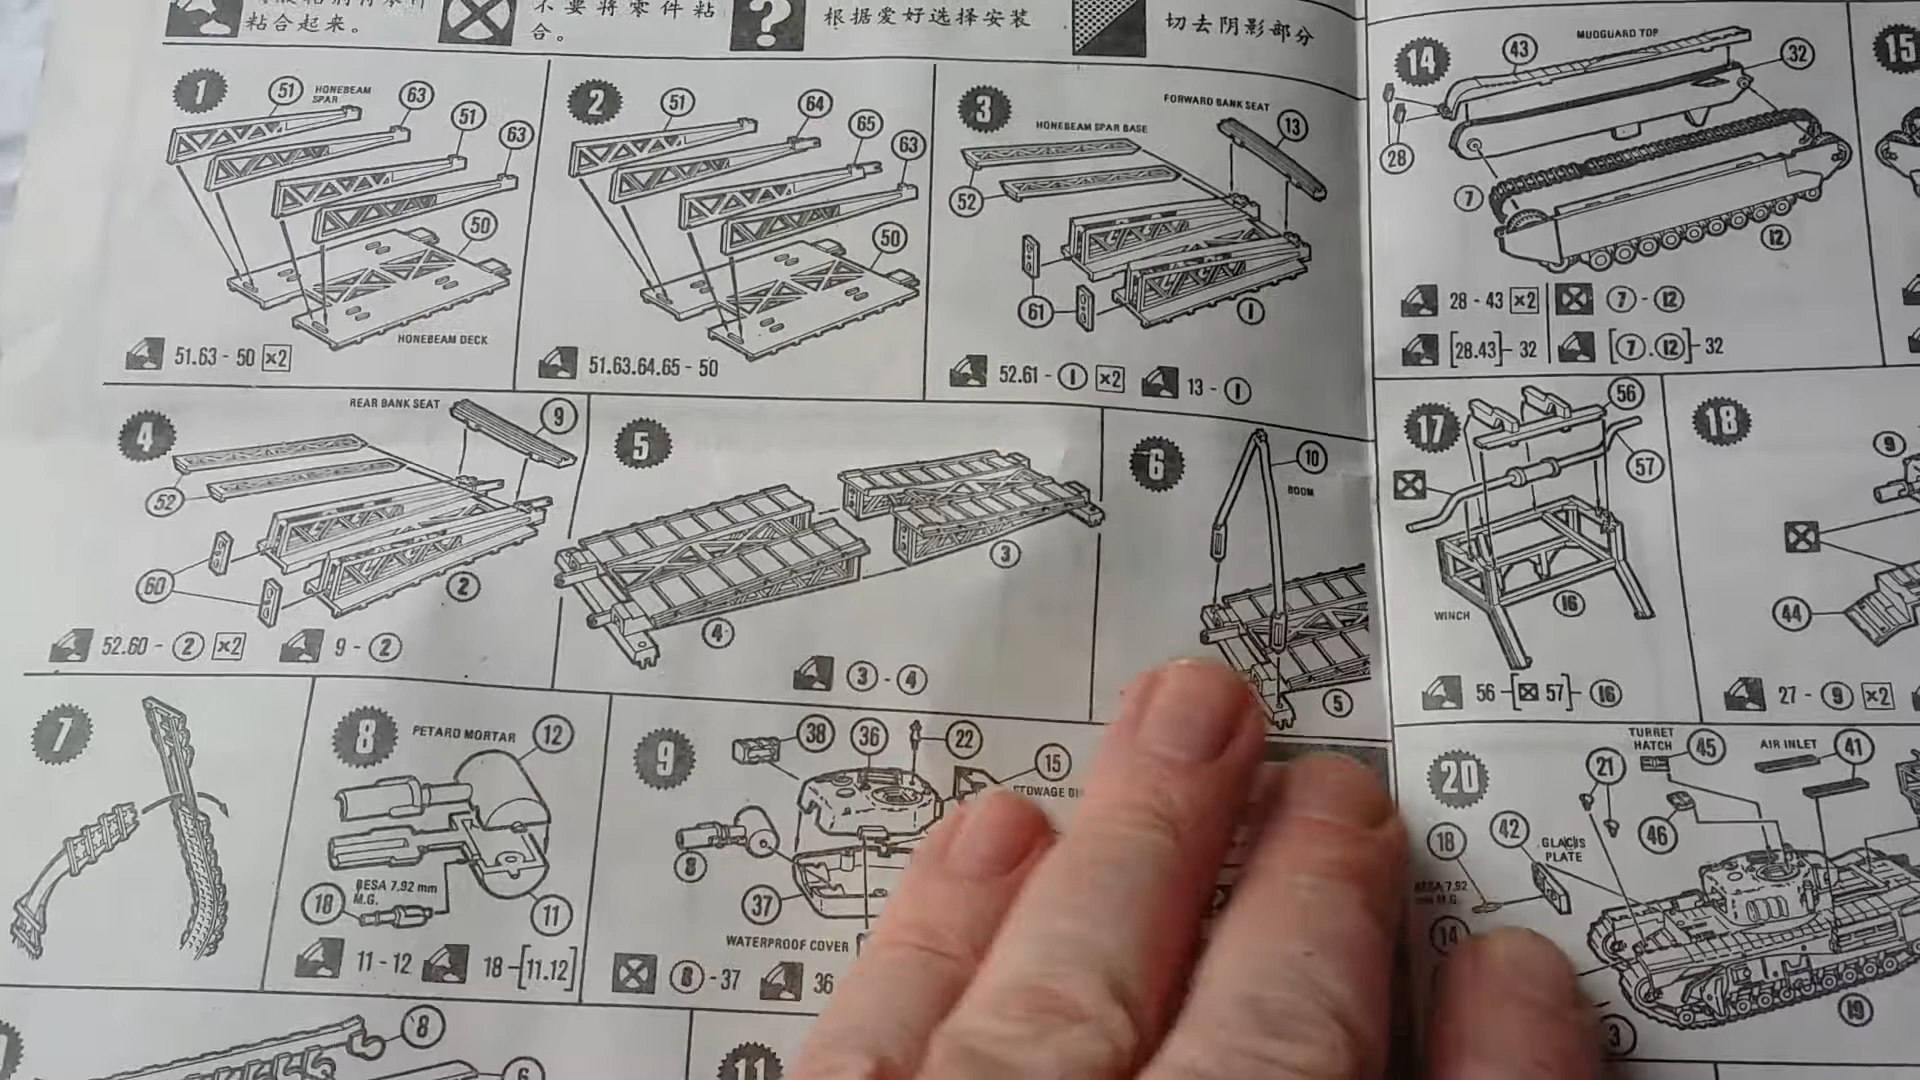 粘合起来。
不要将零件粘
合。
?
根据爱好选择安装
切去阴影部分
1
51
HONEBEAM
SPAR
63
51
63
50
HONEBEAM DECK
51.63 - 50 x2
2
51
64
65
63
50
51.63.64.65 - 50
3
FORWARD BANK SEAT
HONEBEAM SPAR BASE
13
52
61
1
52.61 - 1 x2
13 - 1
4
REAR BANK SEAT
9
52
60
2
52.60 - 2 x2
9 - 2
5
3
4
3 - 4
6
10
BOOM
5
7
8
PETARD MORTAR
12
BESA 7.92 mm
M.G.
18
11
11 - 12
18 - [11.12]
9
38
36
22
15
STOWAGE
8
37
WATERPROOF COVER
8 - 37
36
8
6
11
14
43
MUDGUARD TOP
32
28
7
12
28 - 43 x2
7 - 12
[28.43] - 32
[7.12] - 32
15
17
56
57
WINCH
16
56 - [57] - 16
18
9
44
27 - 9 x2
20
TURRET
HATCH
45
AIR INLET
41
21
46
18
42
GLACIS
PLATE
BESA 7.92
mm M.G.
14
19
3